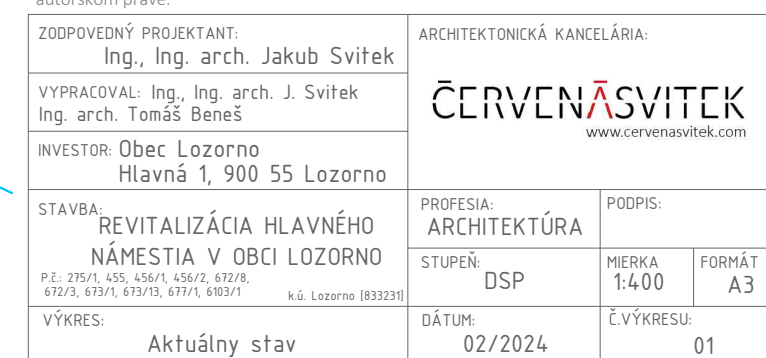 autorskom práve.
ZODPOVEDNÝ PROJEKTANT:
Ing., Ing. arch. Jakub Svitek
VYPRACOVAL: Ing., Ing. arch. J. Svitek
Ing. arch. Tomáš Beneš
INVESTOR: Obec Lozorno
Hlavná 1, 900 55 Lozorno
ARCHITEKTONICKÁ KANCELÁRIA:
ČERVENÁSVITEK
www.cervenasvitek.com
STAVBA:
REVITALIZÁCIA HLAVNÉHO
NÁMESTIA V OBCI LOZORNO
P.č.: 275/1, 455, 456/1, 456/2, 672/8,
672/3, 673/1, 673/13, 677/1, 6103/1
k.ú. Lozorno [833231]
PROFESIA:
ARCHITEKTÚRA
PODPIS:
STUPEŇ:
DSP
MIERKA
1:400
FORMÁT
A3
VÝKRES:
Aktuálny stav
DÁTUM:
02/2024
Č.VÝKRESU:
01